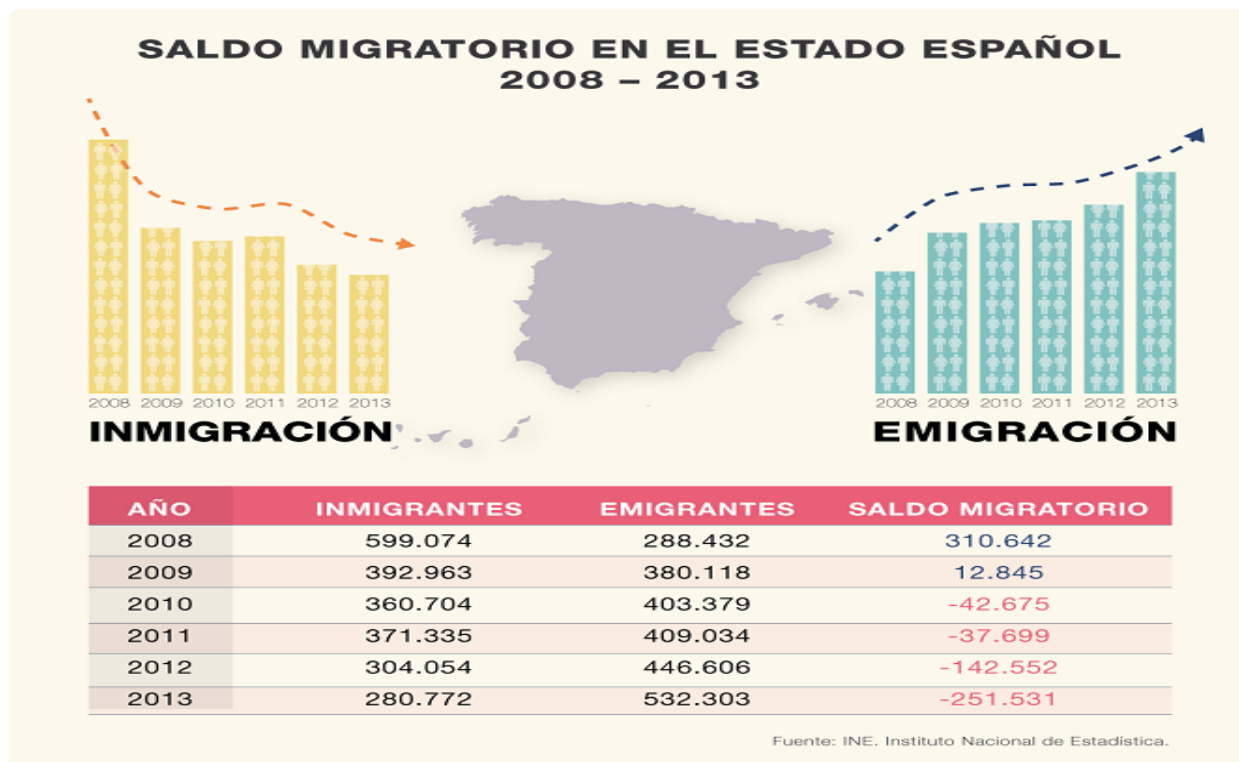 SALDO MIGRATORIO EN EL ESTADO ESPAÑOL
2008 – 2013
2008 2009 2010 2011 2012 2013
INMIGRACIÓN
2008 2009 2010 2011 2012 2013
EMIGRACIÓN
AÑO INMIGRANTES EMIGRANTES SALDO MIGRATORIO
2008 599.074 288.432 310.642
2009 392.963 380.118 12.845
2010 360.704 403.379 -42.675
2011 371.335 409.034 -37.699
2012 304.054 446.606 -142.552
2013 280.772 532.303 -251.531
Fuente: INE. Instituto Nacional de Estadística.